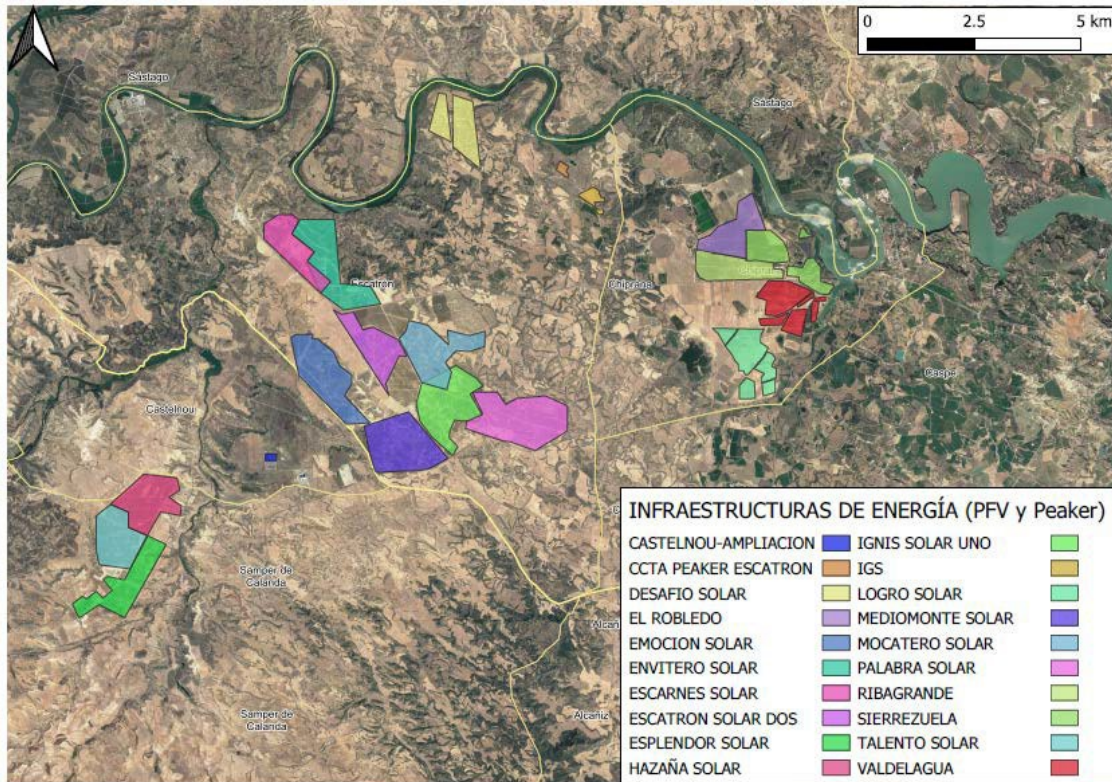 0 2.5 5 km
Sástago
Sástago
Escatrón
Chiprana
Chiprana
Caspe
Castelnou
Samper de
Calanda
Alcañiz
Samper de
Calanda
Alcañiz
INFRAESTRUCTURAS DE ENERGÍA (PFV y Peaker)
CASTELNOU-AMPLIACION IGNIS SOLAR UNO
CCTA PEAKER ESCATRON IGS
DESAFIO SOLAR LOGRO SOLAR
EL ROBLEDO MEDIOMONTE SOLAR
EMOCION SOLAR MOCATERO SOLAR
ENVITERO SOLAR PALABRA SOLAR
ESCARNES SOLAR RIBAGRANDE
ESCATRON SOLAR DOS SIERREZUELA
ESPLENDOR SOLAR TALENTO SOLAR
HAZAÑA SOLAR VALDELAGUA